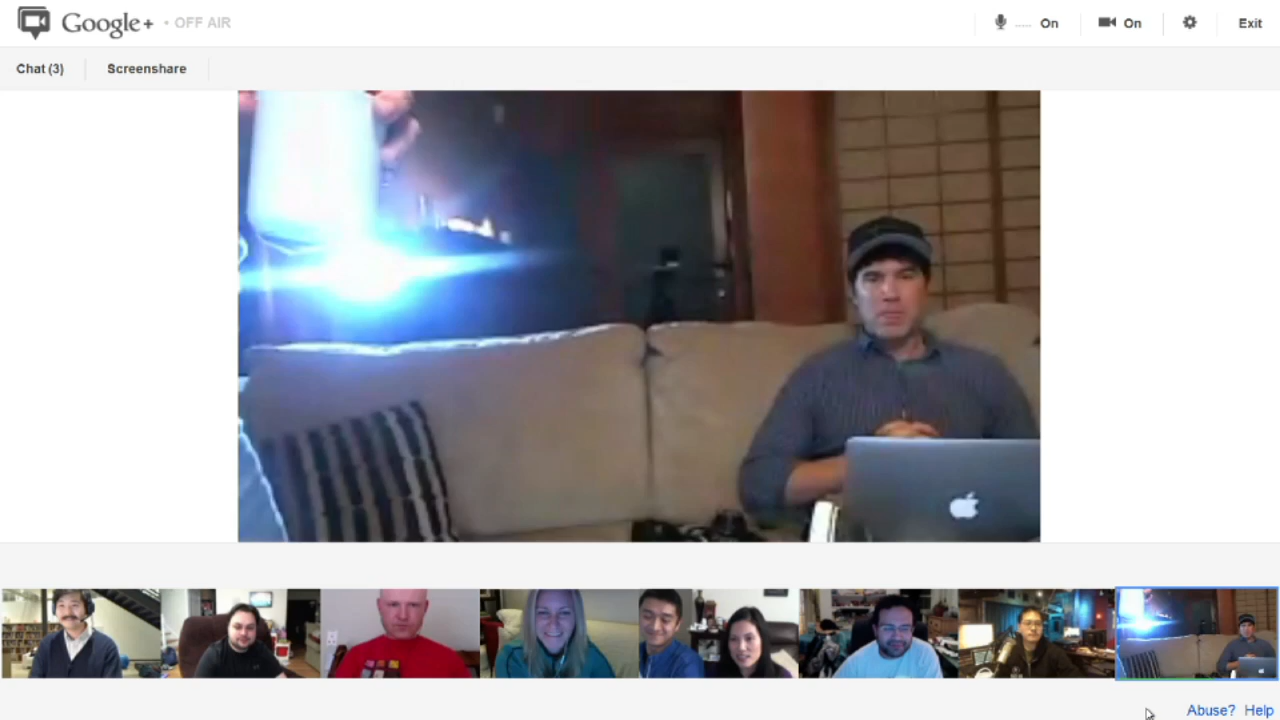 Google+ • OFF AIR
On
On
Exit
Chat (3)
Screenshare
Abuse? Help